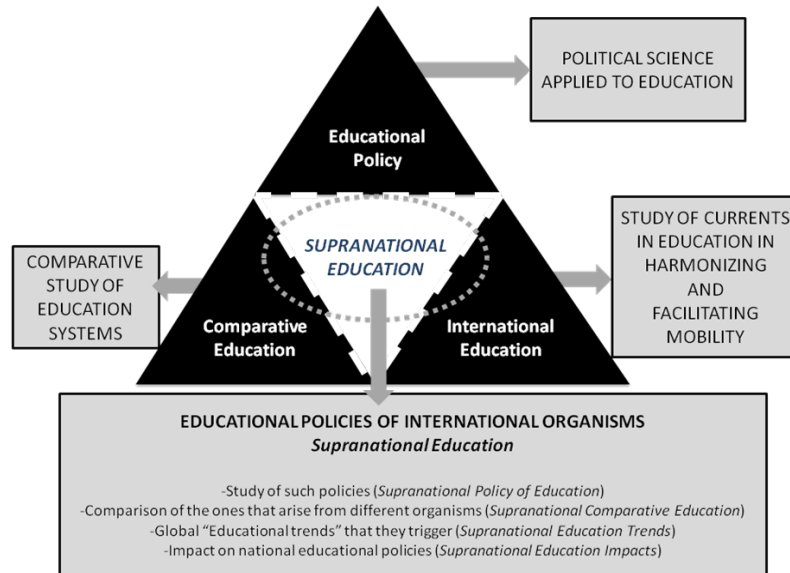 POLITICAL SCIENCE
APPLIED TO EDUCATION
Educational
Policy
STUDY OF CURRENTS
IN EDUCATION IN
HARMONIZING
AND
FACILITATING
MOBILITY
SUPRANATIONAL
EDUCATION
COMPARATIVE
STUDY OF
EDUCATION
SYSTEMS
Comparative
Education
International
Education
EDUCATIONAL POLICIES OF INTERNATIONAL ORGANISMS
Supranational Education
-Study of such policies (Supranational Policy of Education)
-Comparison of the ones that arise from different organisms (Supranational Comparative Education)
-Global “Educational trends” that they trigger (Supranational Education Trends)
-Impact on national educational policies (Supranational Education Impacts)